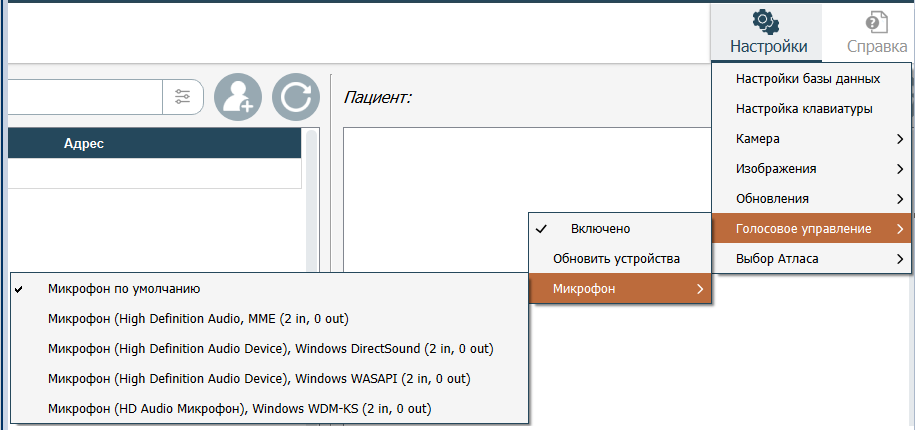 Настройки
Справка
Настройки базы данных
Настройка клавиатуры
Камера
Изображения
Обновления
Голосовое управление
Выбор Атласа
Пациент:
Адрес
Включено
Обновить устройства
Микрофон
Микрофон по умолчанию
Микрофон (High Definition Audio, MME (2 in, 0 out)
Микрофон (High Definition Audio Device), Windows DirectSound (2 in, 0 out)
Микрофон (High Definition Audio Device), Windows WASAPI (2 in, 0 out)
Микрофон (HD Audio Микрофон), Windows WDM-KS (2 in, 0 out)